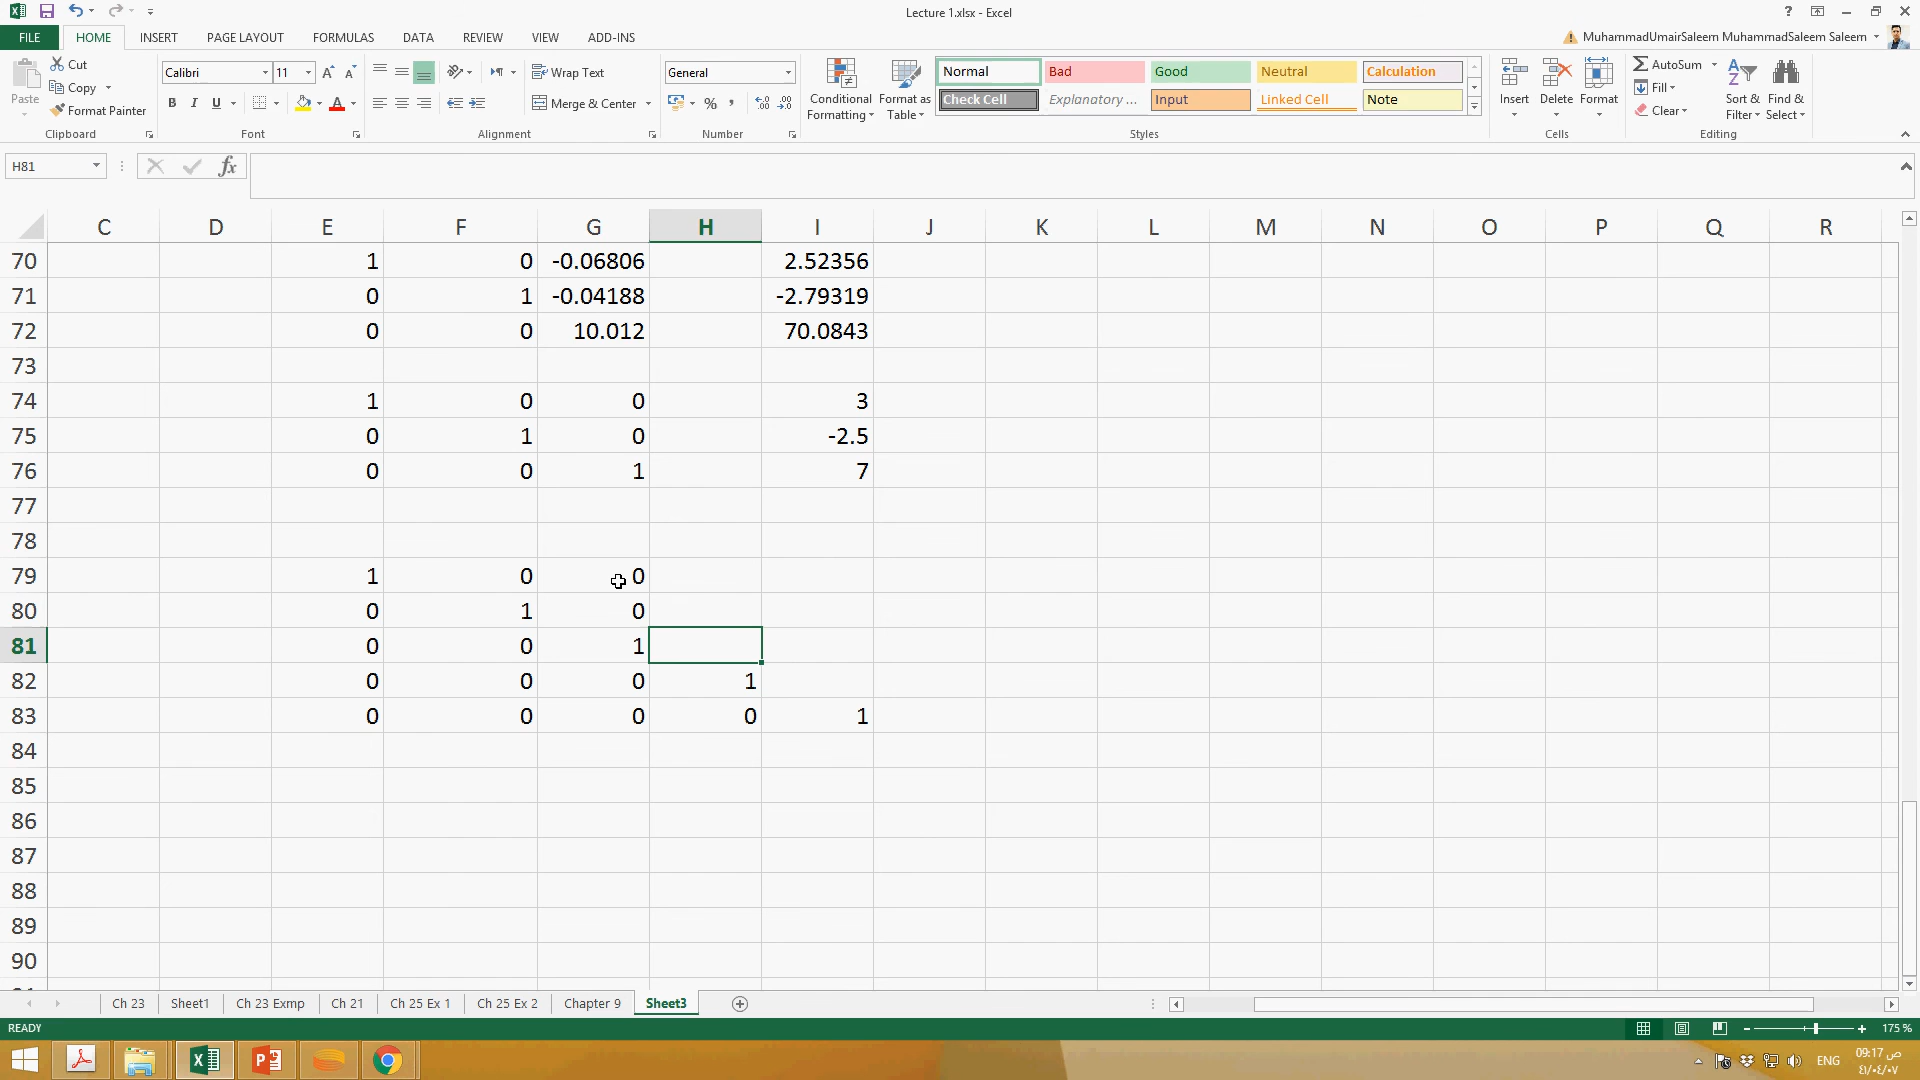 Lecture 1.xlsx - Excel
FILE HOME INSERT PAGE LAYOUT FORMULAS DATA REVIEW VIEW ADD-INS
MuhammadUmairSaleem MuhammadSaleem Saleem
Paste
Cut
Copy
Format Painter
Clipboard
Calibri 11
B I U
Font
Wrap Text
Merge & Center
Alignment
General
Number
Conditional Formatting
Format as Table
Normal Bad Good Neutral Calculation
Check Cell Explanatory ... Input Linked Cell Note
Styles
Insert Delete Format
Cells
AutoSum
Fill
Clear
Sort & Filter
Find & Select
Editing
H81
fx
C D E F G H I J K L M N O P Q R
70 1 0 -0.06806 2.52356
71 0 1 -0.04188 -2.79319
72 0 0 10.012 70.0843
73
74 1 0 0 3
75 0 1 0 -2.5
76 0 0 1 7
77
78
79 1 0 0
80 0 1 0
81 0 0 1
82 0 0 0 1
83 0 0 0 0 1
84
85
86
87
88
89
90
Ch 23 Sheet1 Ch 23 Exmp Ch 21 Ch 25 Ex 1 Ch 25 Ex 2 Chapter 9 Sheet3
READY
175 %
ENG
09:17 ص
٤١/٠٤/٠٧